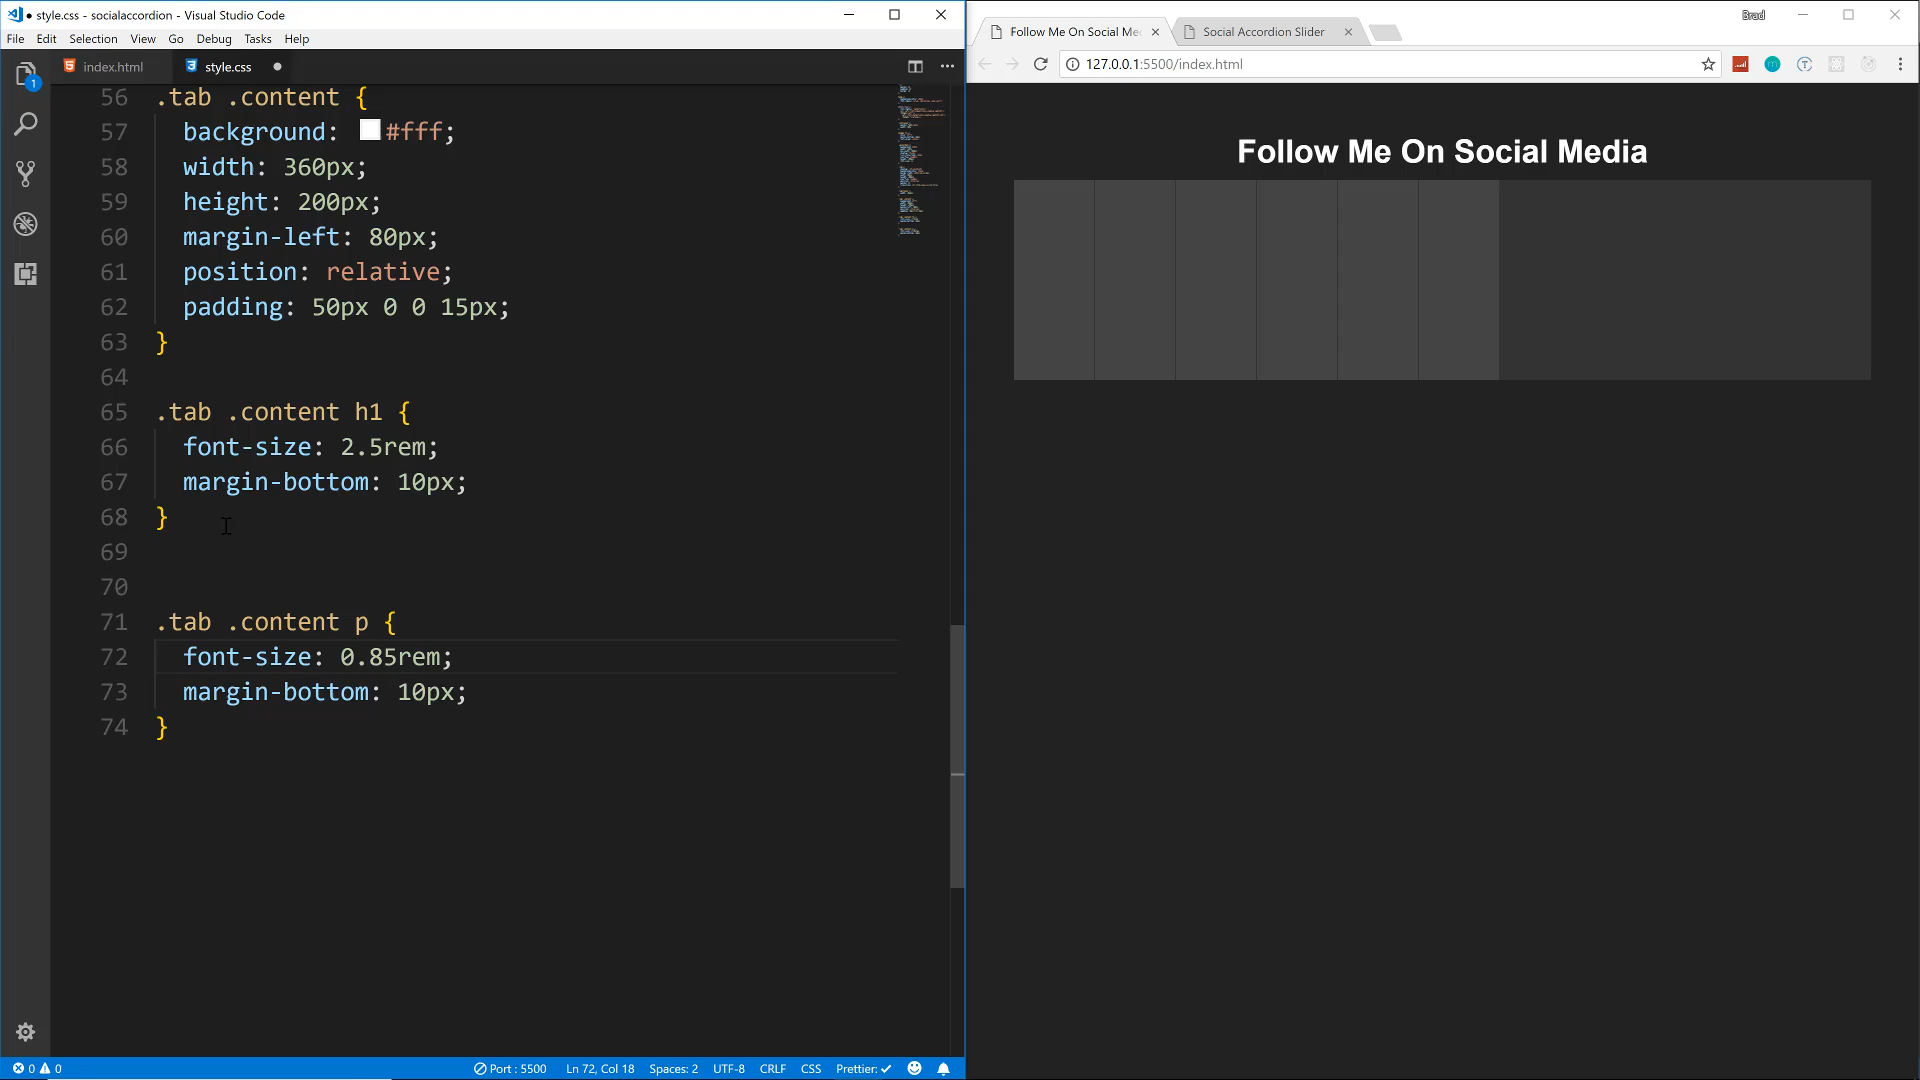 style.css - socialaccordion - Visual Studio Code
File Edit Selection View Go Debug Tasks Help
index.html style.css
1
56 .tab .content {
57 background: #fff;
58 width: 360px;
59 height: 200px;
60 margin-left: 80px;
61 position: relative;
62 padding: 50px 0 0 15px;
63 }
64
65 .tab .content h1 {
66 font-size: 2.5rem;
67 margin-bottom: 10px;
68 }
69
70
71 .tab .content p {
72 font-size: 0.85rem;
73 margin-bottom: 10px;
74 }
0 0 Port : 5500 Ln 72, Col 18 Spaces: 2 UTF-8 CRLF CSS Prettier: ✓
Brad
Follow Me On Social Me Social Accordion Slider
127.0.0.1:5500/index.html
Follow Me On Social Media